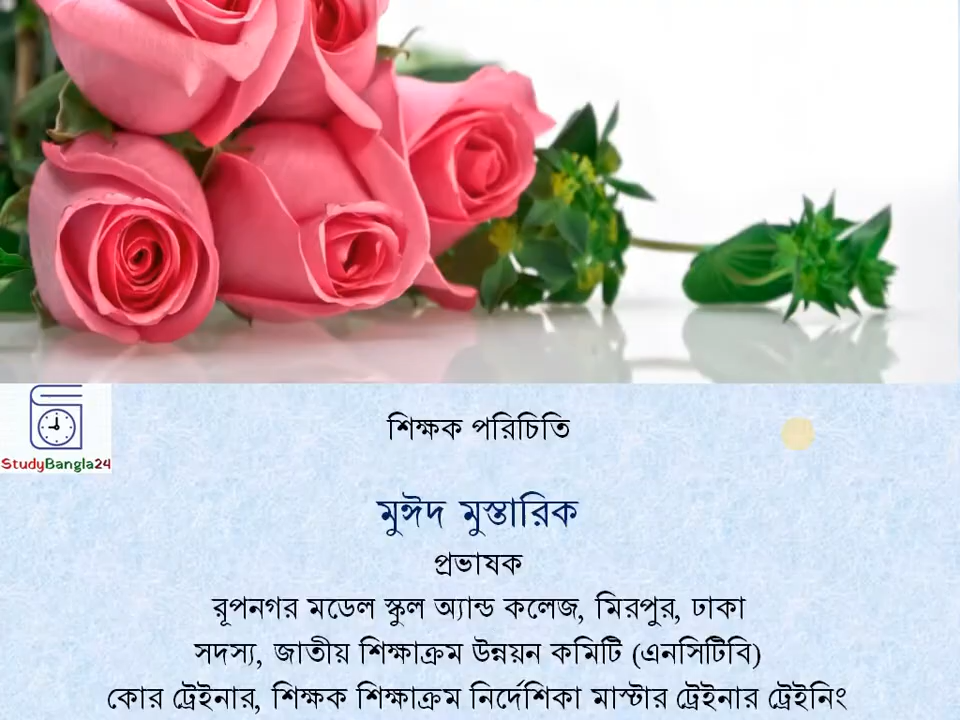 StudyBangla24
শিক্ষক পরিচিতি
মুঈদ মুস্তারিক
প্রভাষক
রূপনগর মডেল স্কুল অ্যান্ড কলেজ, মিরপুর, ঢাকা
সদস্য, জাতীয় শিক্ষাক্রম উন্নয়ন কমিটি (এনসিটিবি)
কোর ট্রেইনার, শিক্ষক শিক্ষাক্রম নির্দেশিকা মাস্টার ট্রেইনার ট্রেইনিং